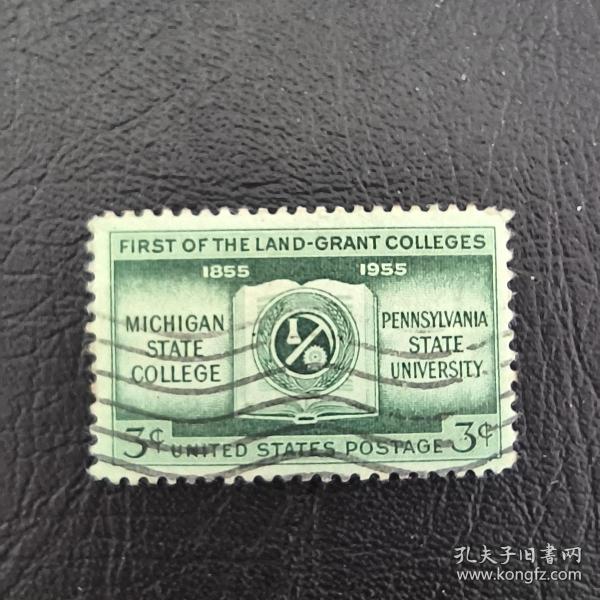 FIRST OF THE LAND-GRANT COLLEGES
1855 1955
MICHIGAN
STATE
COLLEGE
PENNSYLVANIA
STATE
UNIVERSITY
3¢ UNITED STATES POSTAGE 3¢
孔夫子旧書网
www.kongfz.com